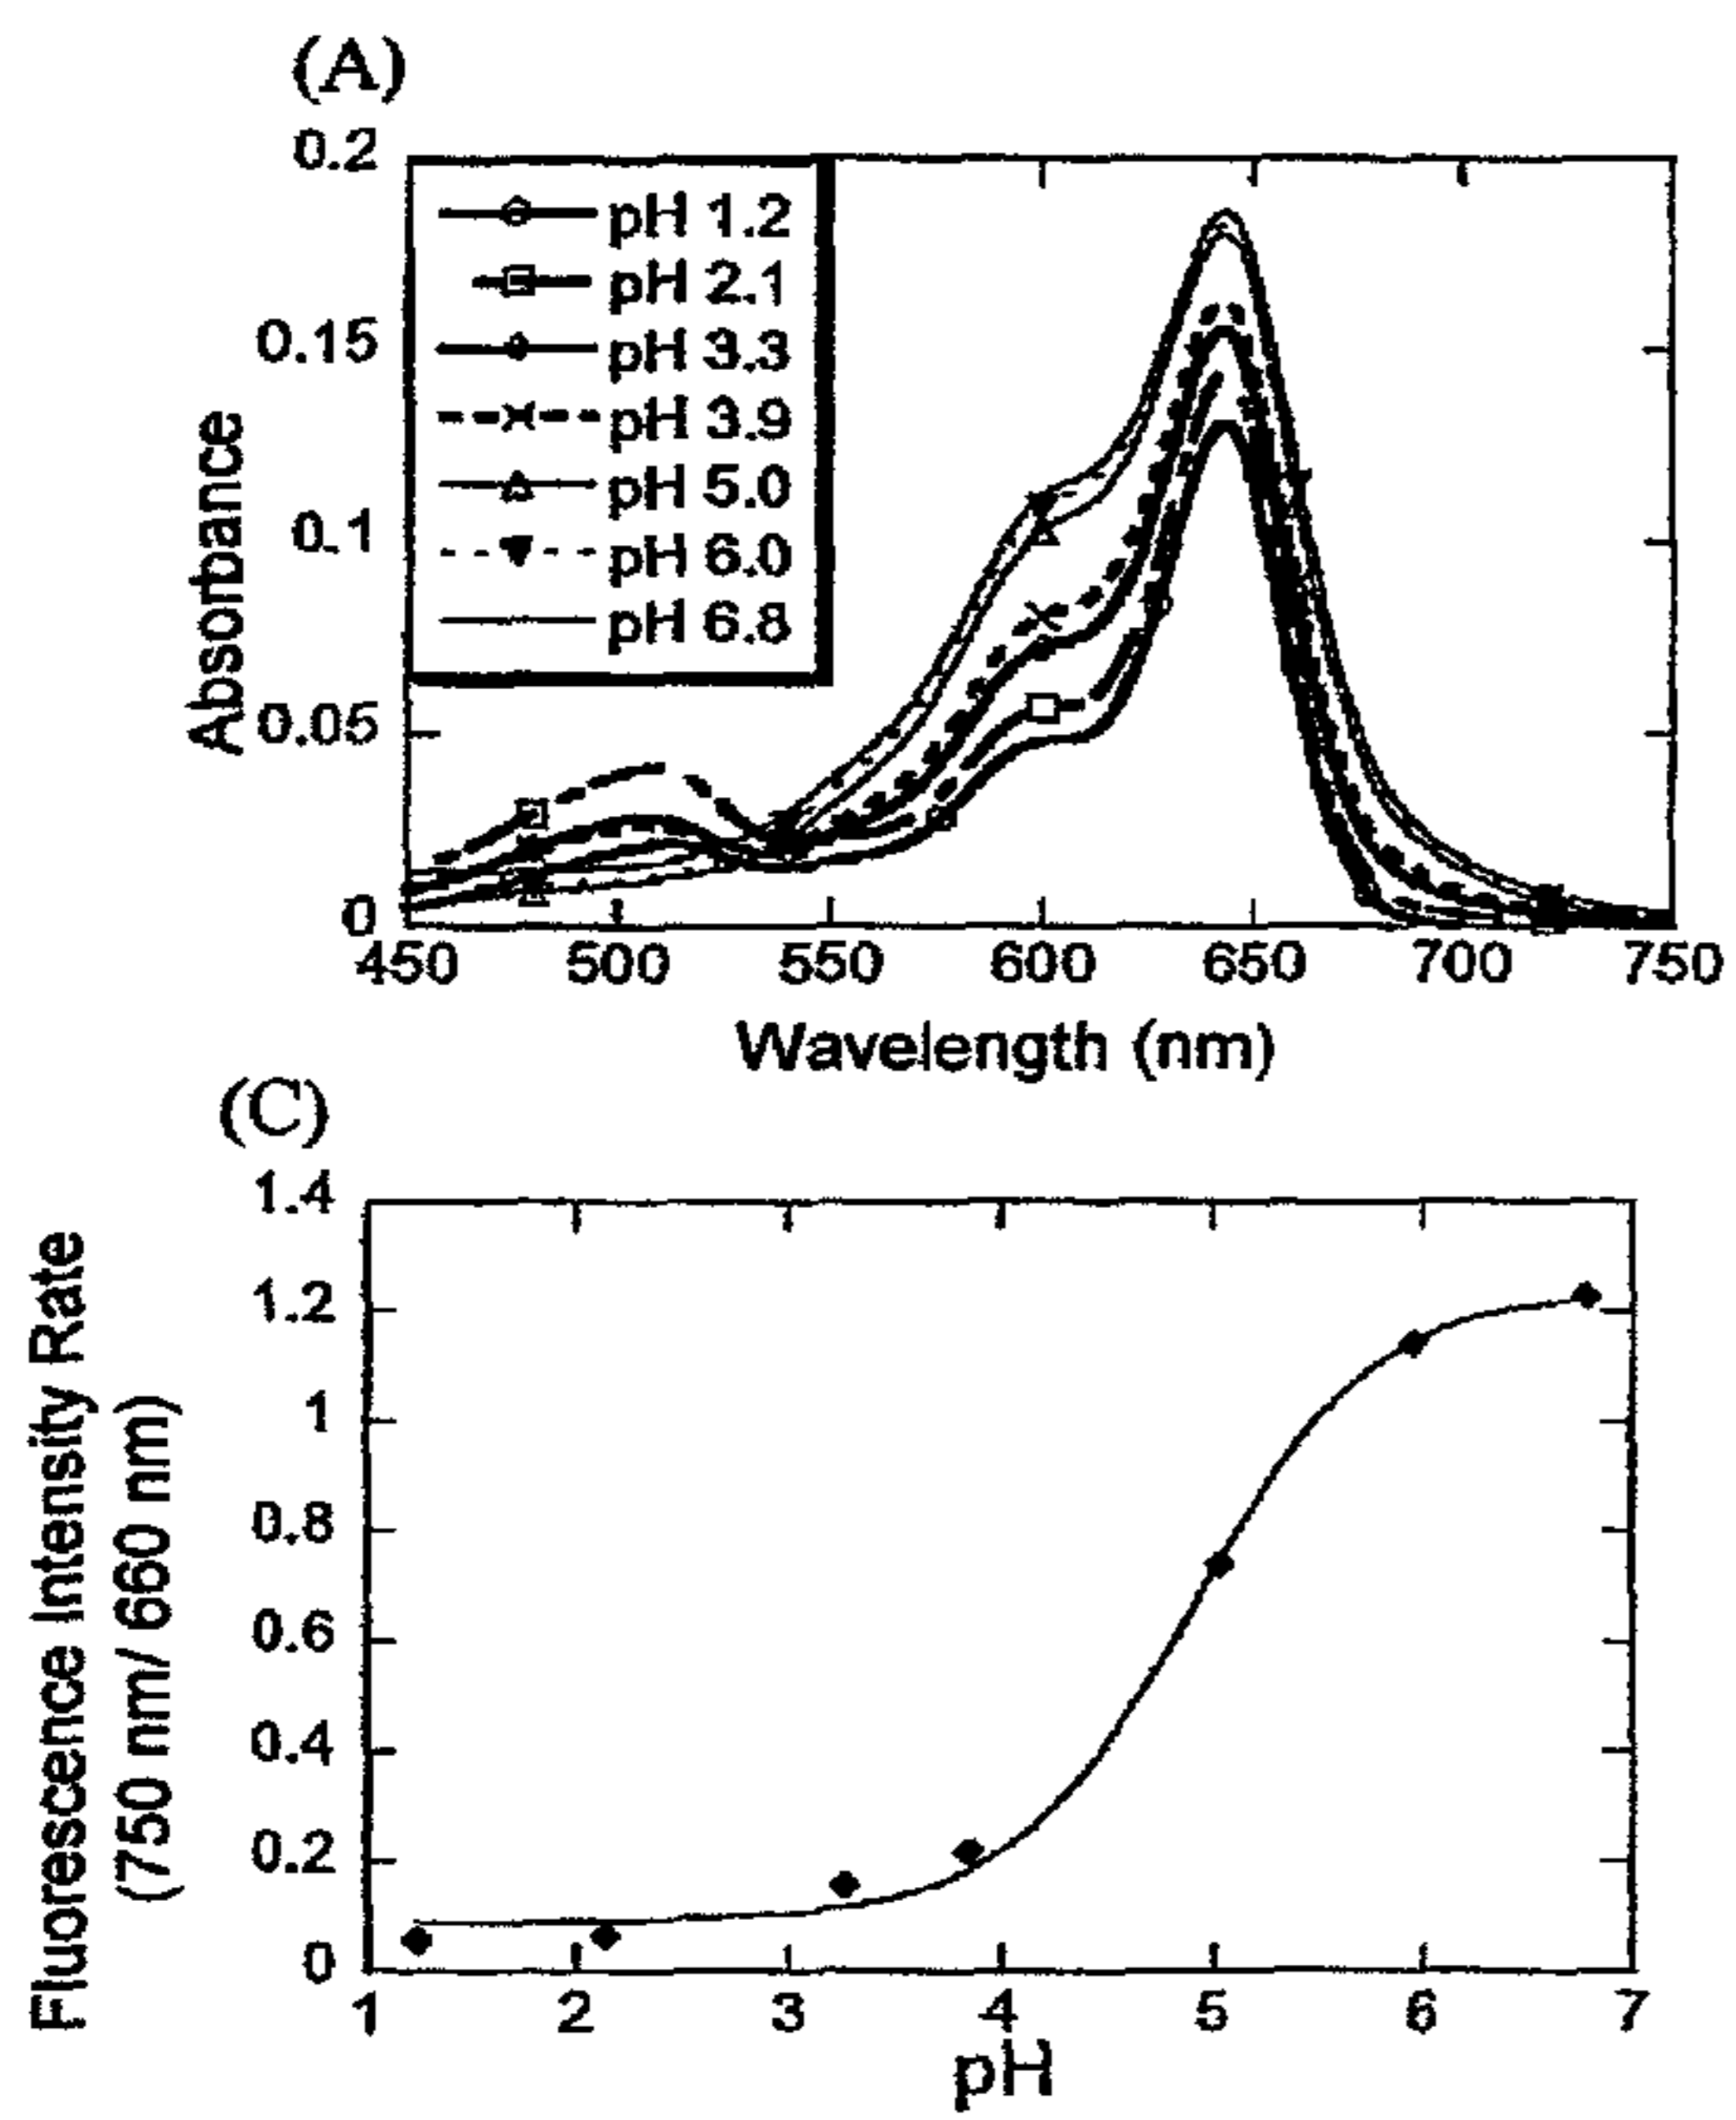 (A)
0.2
0.15
0.1
0.05
0
Absorbance
pH 1.2
pH 2.1
pH 3.3
pH 3.9
pH 5.0
pH 6.0
pH 6.8
450 500 550 600 650 700 750
Wavelength (nm)
(C)
1.4
1.2
1
0.8
0.6
0.4
0.2
0
Fluorescence Intensity Rate
(750 nm/ 660 nm)
1 2 3 4 5 6 7
pH